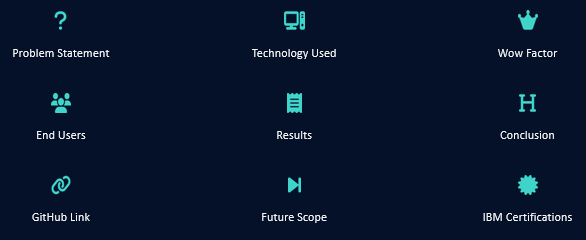 Problem Statement
Technology Used
Wow Factor
End Users
Results
Conclusion
GitHub Link
Future Scope
IBM Certifications